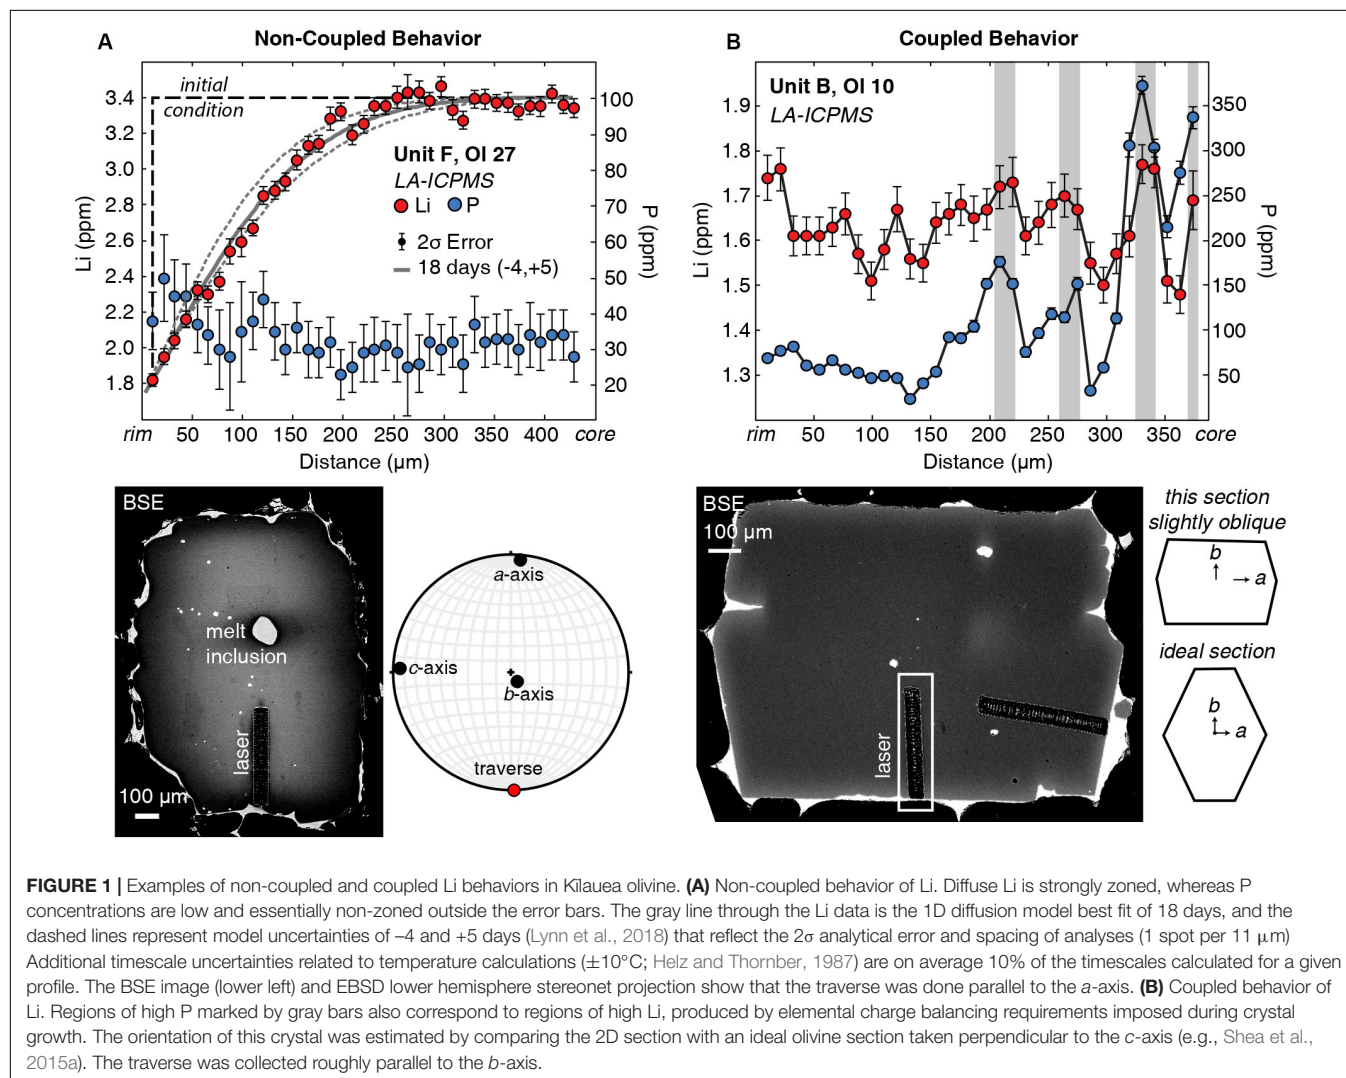 A
Non-Coupled Behavior
initial
condition
3.4
3.2
3.0
2.8
2.6
2.4
2.2
2.0
1.8
Li (ppm)
100
90
80
70
60
50
40
30
20
P (ppm)
Unit F, Ol 27
LA-ICPMS
Li P
2σ Error
18 days (-4,+5)
rim 50 100 150 200 250 300 350 400 core
Distance (µm)
B
Coupled Behavior
Unit B, Ol 10
LA-ICPMS
1.9
1.8
1.7
1.6
1.5
1.4
1.3
Li (ppm)
350
300
250
200
150
100
50
P (ppm)
rim 50 100 150 200 250 300 350 core
Distance (µm)
BSE
melt
inclusion
laser
100 µm
a-axis
c-axis
b-axis
traverse
BSE
100 µm
laser
this section
slightly oblique
b
a
ideal section
b
a
FIGURE 1 | Examples of non-coupled and coupled Li behaviors in Kīlauea olivine. (A) Non-coupled behavior of Li. Diffuse Li is strongly zoned, whereas P
concentrations are low and essentially non-zoned outside the error bars. The gray line through the Li data is the 1D diffusion model best fit of 18 days, and the
dashed lines represent model uncertainties of –4 and +5 days (Lynn et al., 2018) that reflect the 2σ analytical error and spacing of analyses (1 spot per 11 µm)
Additional timescale uncertainties related to temperature calculations (±10°C; Helz and Thornber, 1987) are on average 10% of the timescales calculated for a given
profile. The BSE image (lower left) and EBSD lower hemisphere stereonet projection show that the traverse was done parallel to the a-axis. (B) Coupled behavior of
Li. Regions of high P marked by gray bars also correspond to regions of high Li, produced by elemental charge balancing requirements imposed during crystal
growth. The orientation of this crystal was estimated by comparing the 2D section with an ideal olivine section taken perpendicular to the c-axis (e.g., Shea et al.,
2015a). The traverse was collected roughly parallel to the b-axis.